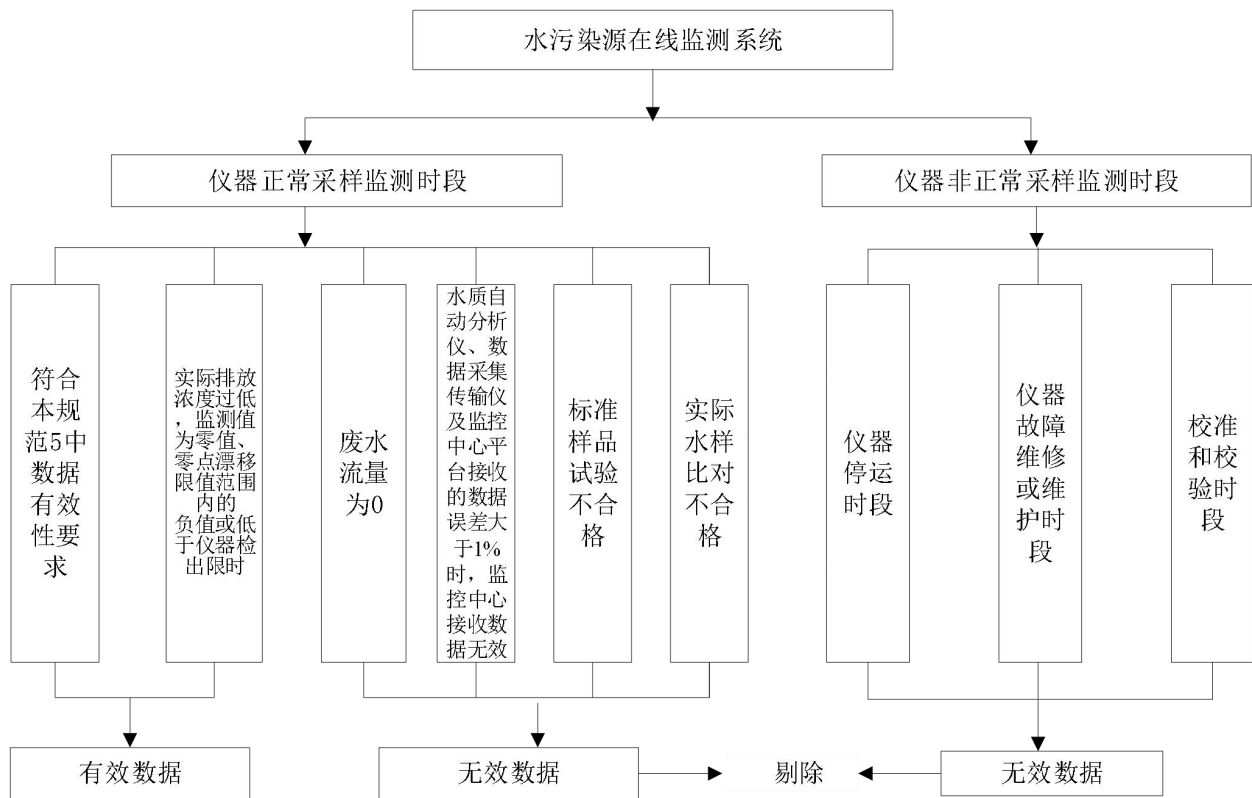 水污染源在线监测系统
仪器正常采样监测时段
仪器非正常采样监测时段
符合
本规
范5中
数据
有效
性要
求
实际排放
浓度过低
，监测值
为零值、
零点漂移
限值范围
内的
负值或低
于仪器检
出限时
废水
流量
为0
水质自
动分析
仪、数
据采集
传输仪
及监控
中心平
台接收
的数据
误差大
于1%
时，监
控中心
接收数
据无效
标准
样品
试验
不合
格
实际
水样
比对
不合
格
仪器
停运
时段
仪器
故障
维修
或维
护时
段
校准
和校
验时
段
有效数据
无效数据
剔除
无效数据